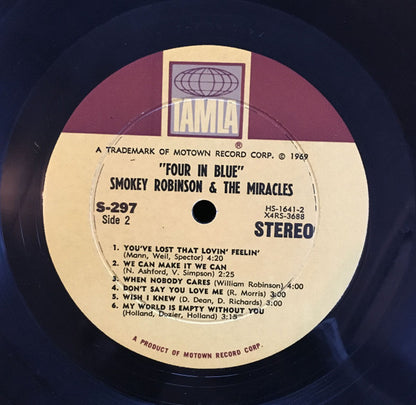 TAMLA
A TRADEMARK OF MOTOWN RECORD CORP. © 1969
"FOUR IN BLUE"
SMOKEY ROBINSON & THE MIRACLES
S-297
Side 2
HS-1641-2
X4RS-3688
STEREO
1. YOU'VE LOST THAT LOVIN' FEELIN'
(Mann, Weil, Spector) 4:20
2. WE CAN MAKE IT WE CAN
(N. Ashford, V. Simpson) 2:25
3. WHEN NOBODY CARES (William Robinson) 3:00
4. DON'T SAY YOU LOVE ME (R. Morris) 3:00
5. WISH I KNEW (D. Dean, D. Richards) 3:00
6. MY WORLD IS EMPTY WITHOUT YOU
(Holland, Dozier, Holland) 3:15
A PRODUCT OF MOTOWN RECORD CORP.